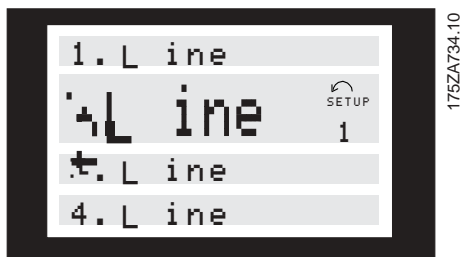 1. L ine
L ine
SETUP
1
. L ine
4. L ine
175ZA734.10